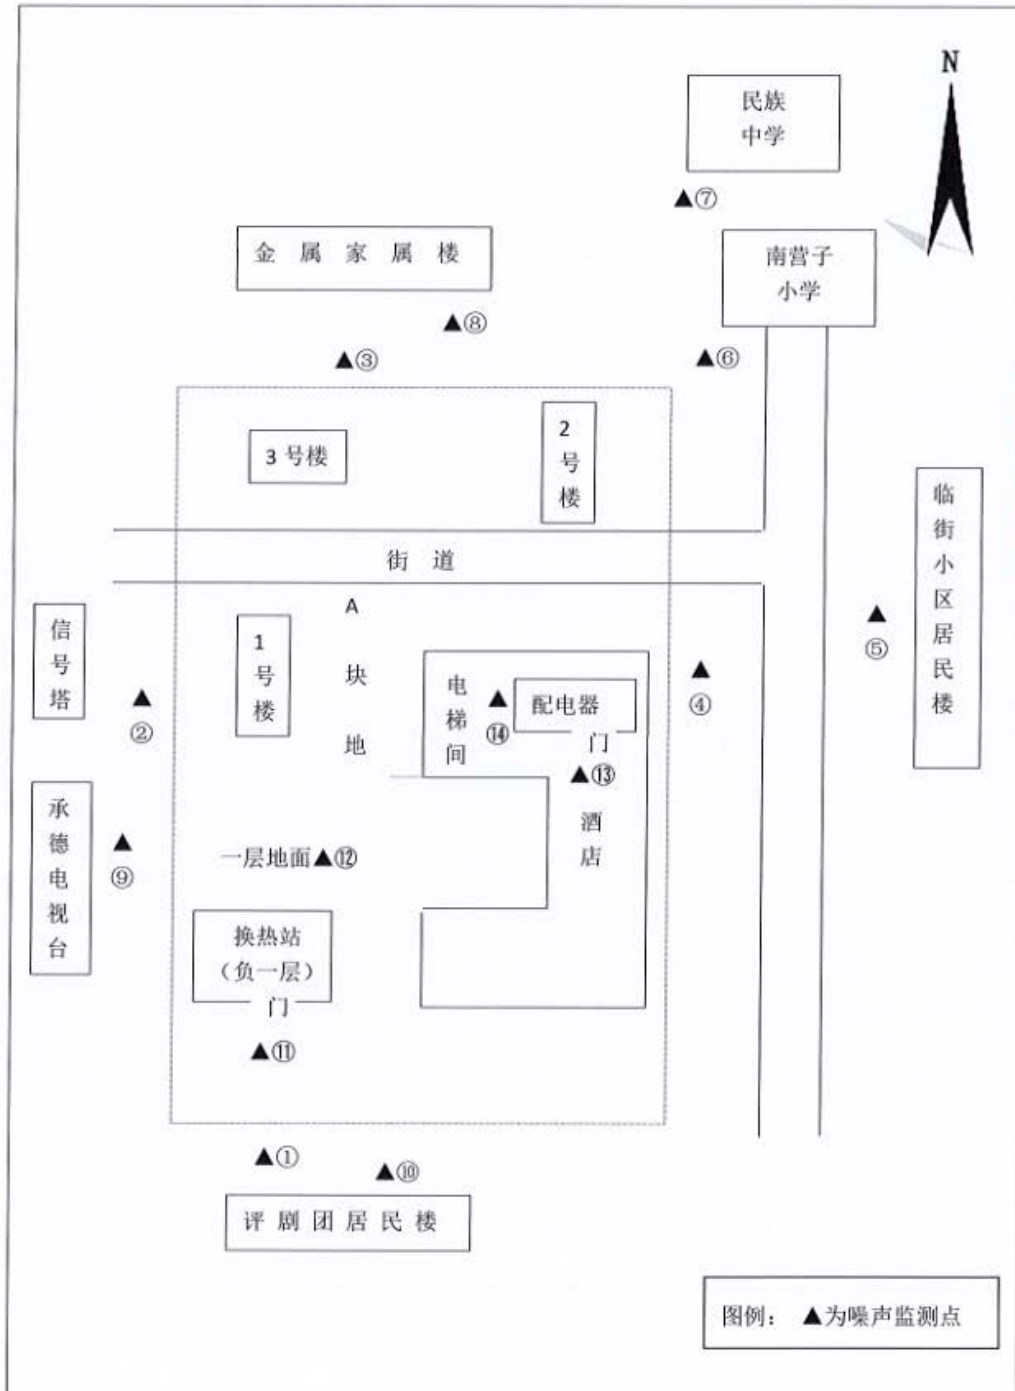 N
民族
中学
▲⑦
金属家属楼
南营子
小学
▲⑧
▲③
▲⑥
3号楼
2
号
楼
街道
临
街
小
区
居
民
楼
A
块
地
信
号
塔
1
号
楼
▲
②
电
梯
间
▲
⑭
配电器
门
▲⑬
酒
店
▲
④
▲
⑤
承
德
电
视
台
▲
⑨
一层地面▲⑫
换热站
（负一层）
门
▲⑪
▲①
▲⑩
评剧团居民楼
图例： ▲为噪声监测点